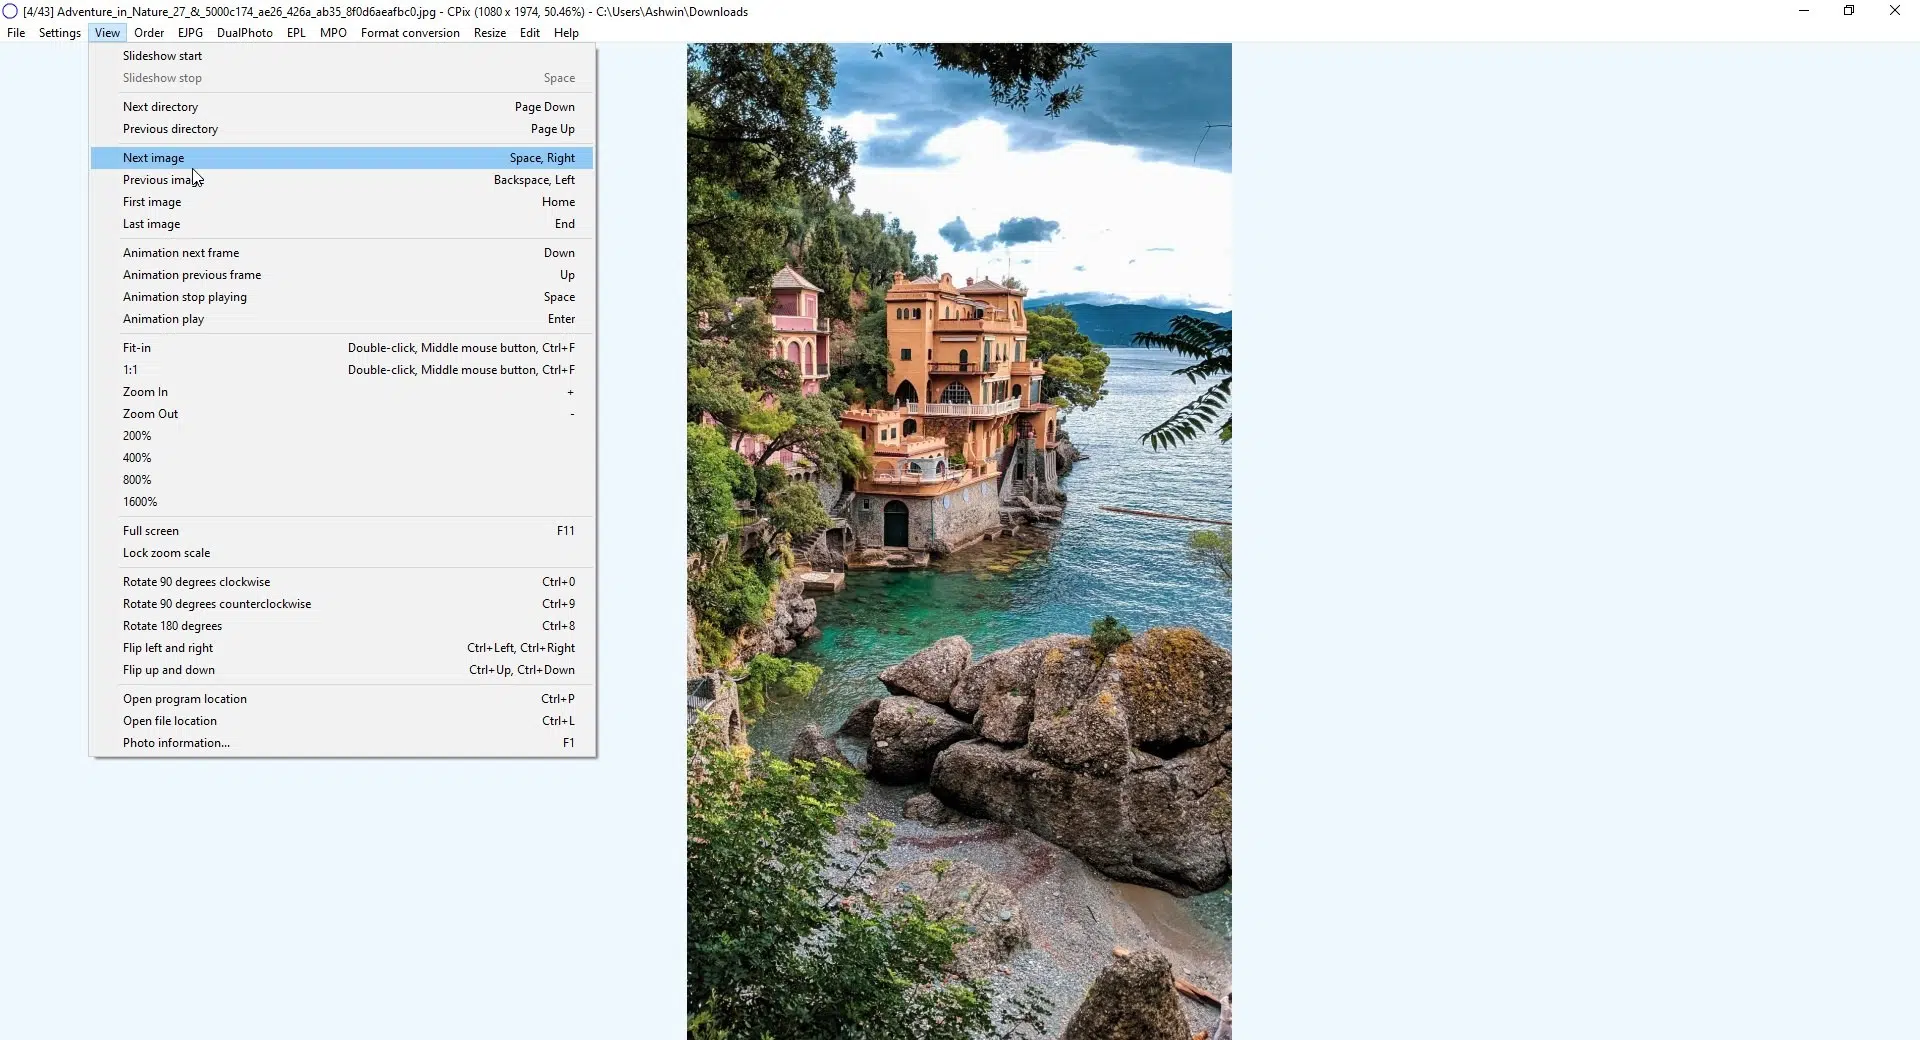 [4/43] Adventure_in_Nature_27_&_5000c174_ae26_426a_ab35_8f0d6aeafbc0.jpg - CPix (1080 x 1974, 50.46%) - C:\Users\Ashwin\Downloads
File Settings View Order EJPG DualPhoto EPL MPO Format conversion Resize Edit Help
Slideshow start
Slideshow stop Space
Next directory Page Down
Previous directory Page Up
Next image Space, Right
Previous image Backspace, Left
First image Home
Last image End
Animation next frame Down
Animation previous frame Up
Animation stop playing Space
Animation play Enter
Fit-in Double-click, Middle mouse button, Ctrl+F
1:1 Double-click, Middle mouse button, Ctrl+F
Zoom In +
Zoom Out -
200%
400%
800%
1600%
Full screen F11
Lock zoom scale
Rotate 90 degrees clockwise Ctrl+0
Rotate 90 degrees counterclockwise Ctrl+9
Rotate 180 degrees Ctrl+8
Flip left and right Ctrl+Left, Ctrl+Right
Flip up and down Ctrl+Up, Ctrl+Down
Open program location Ctrl+P
Open file location Ctrl+L
Photo information... F1